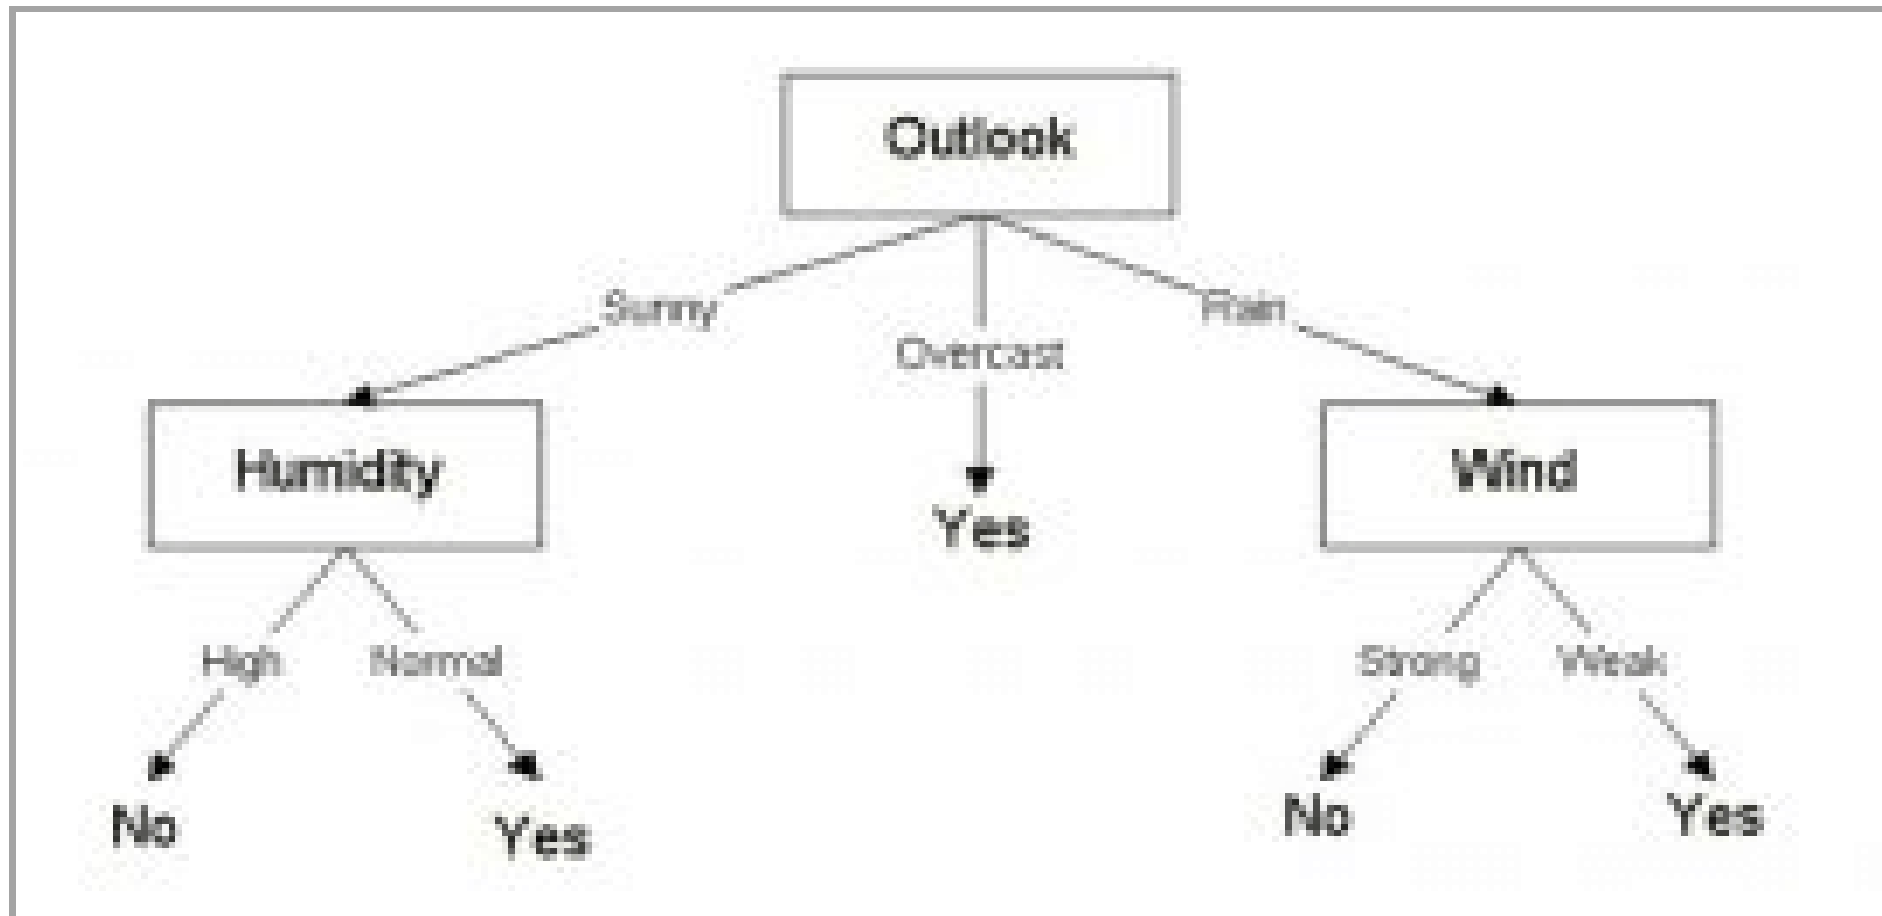 Outlook
Sunny
Overcast
Rain
Humidity
Yes
Wind
High
Normal
Strong
Weak
No
Yes
No
Yes